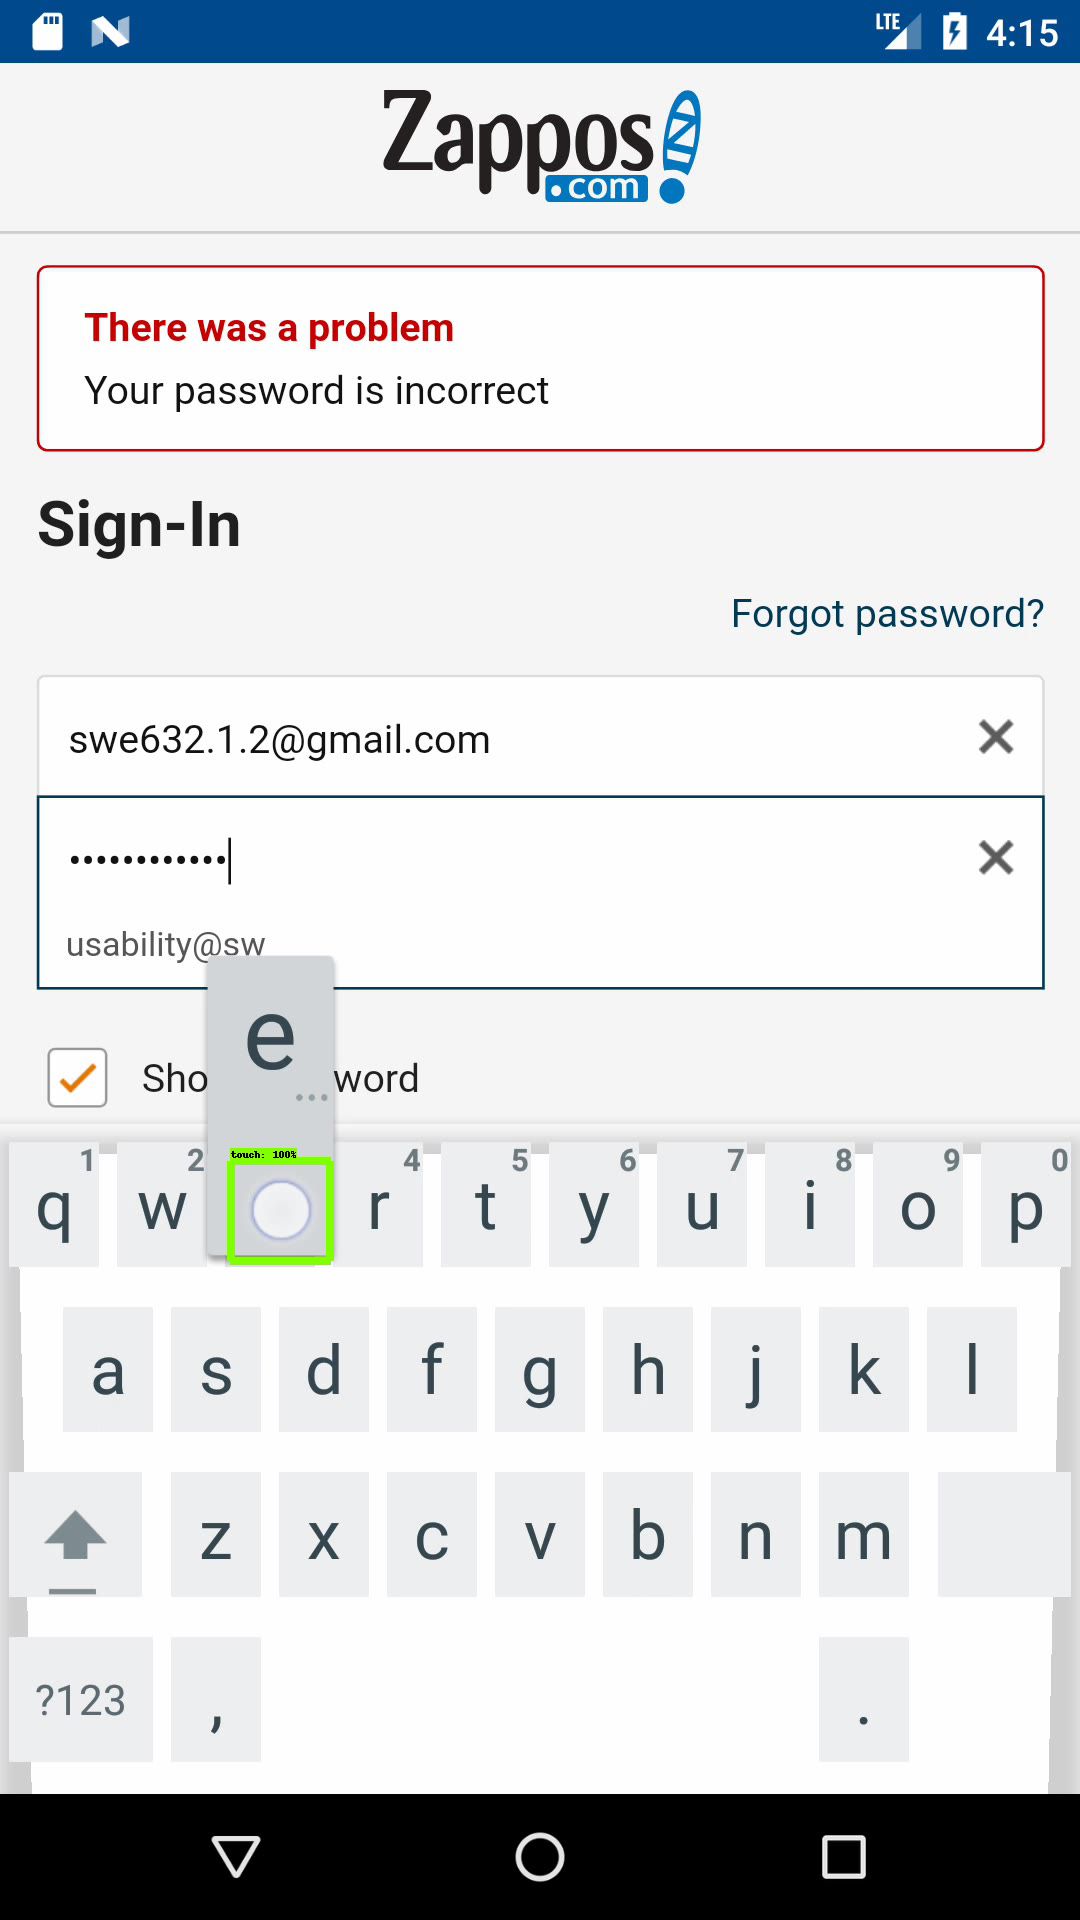 LTE 4:15
Zappos
.com
There was a problem
Your password is incorrect
Sign-In
Forgot password?
swe632.1.2@gmail.com
••••••••••••
usability@sw
e
...
Sho word
touch: 100%
1 2 4 5 6 7 8 9 0
q w r t y u i o p
a s d f g h j k l
z x c v b n m
?123 , .